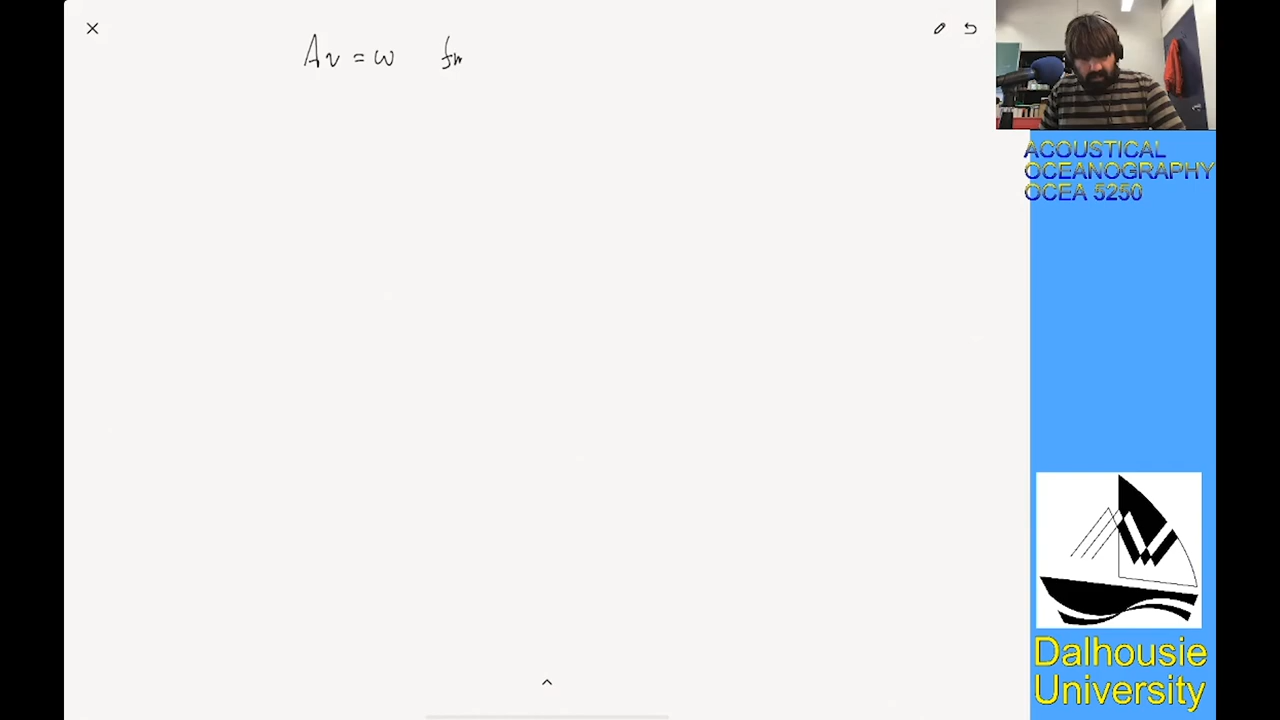 Av = w
ACOUSTICAL
OCEANOGRAPHY
OCEA 5250
Dalhousie
University